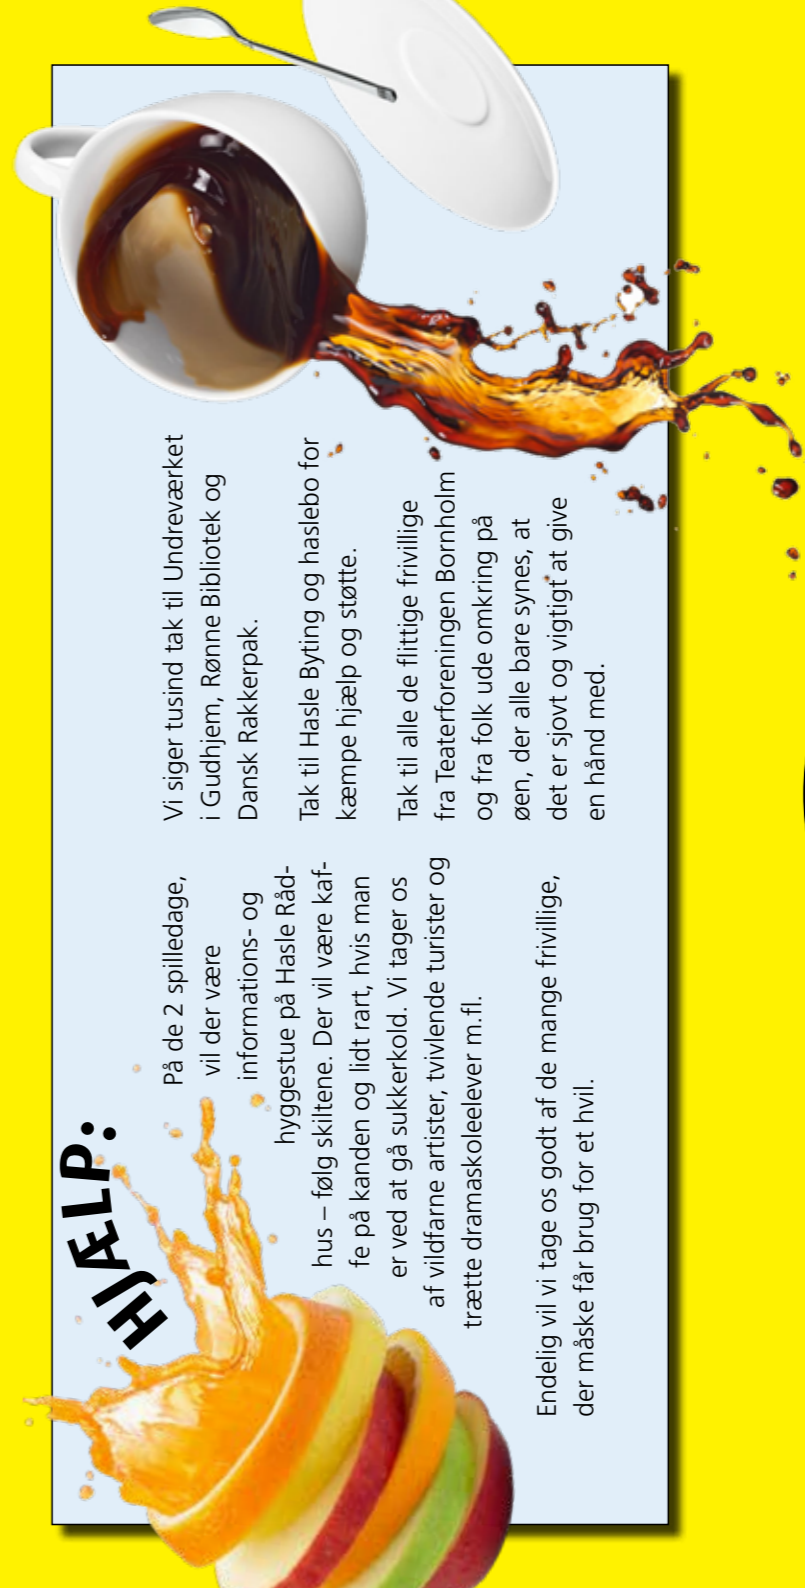 HJÆLP:
På de 2 spilledage,
vil der være
informations- og
hyggestue på Hasle Råd-
hus – følg skiltene. Der vil være kaf-
fe på kanden og lidt rart, hvis man
er ved at gå sukkerkold. Vi tager os
af vildfarne artister, tvivlende turister og
trætte dramaskoleelever m.fl.
Endelig vil vi tage os godt af de mange frivillige,
der måske får brug for et hvil.
Vi siger tusind tak til Undreværket
i Gudhjem, Rønne Bibliotek og
Dansk Rakkerpak.
Tak til Hasle Byting og haslebo for
kæmpe hjælp og støtte.
Tak til alle de flittige frivillige
fra Teaterforeningen Bornholm
og fra folk ude omkring på
øen, der alle bare synes, at
det er sjovt og vigtigt at give
en hånd med.